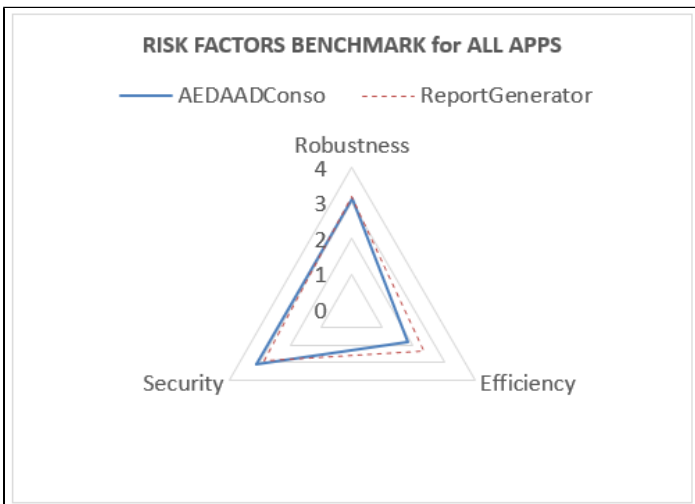 RISK FACTORS BENCHMARK for ALL APPS
AEDAADConso ReportGenerator
Robustness
4
3
2
1
0
Security Efficiency